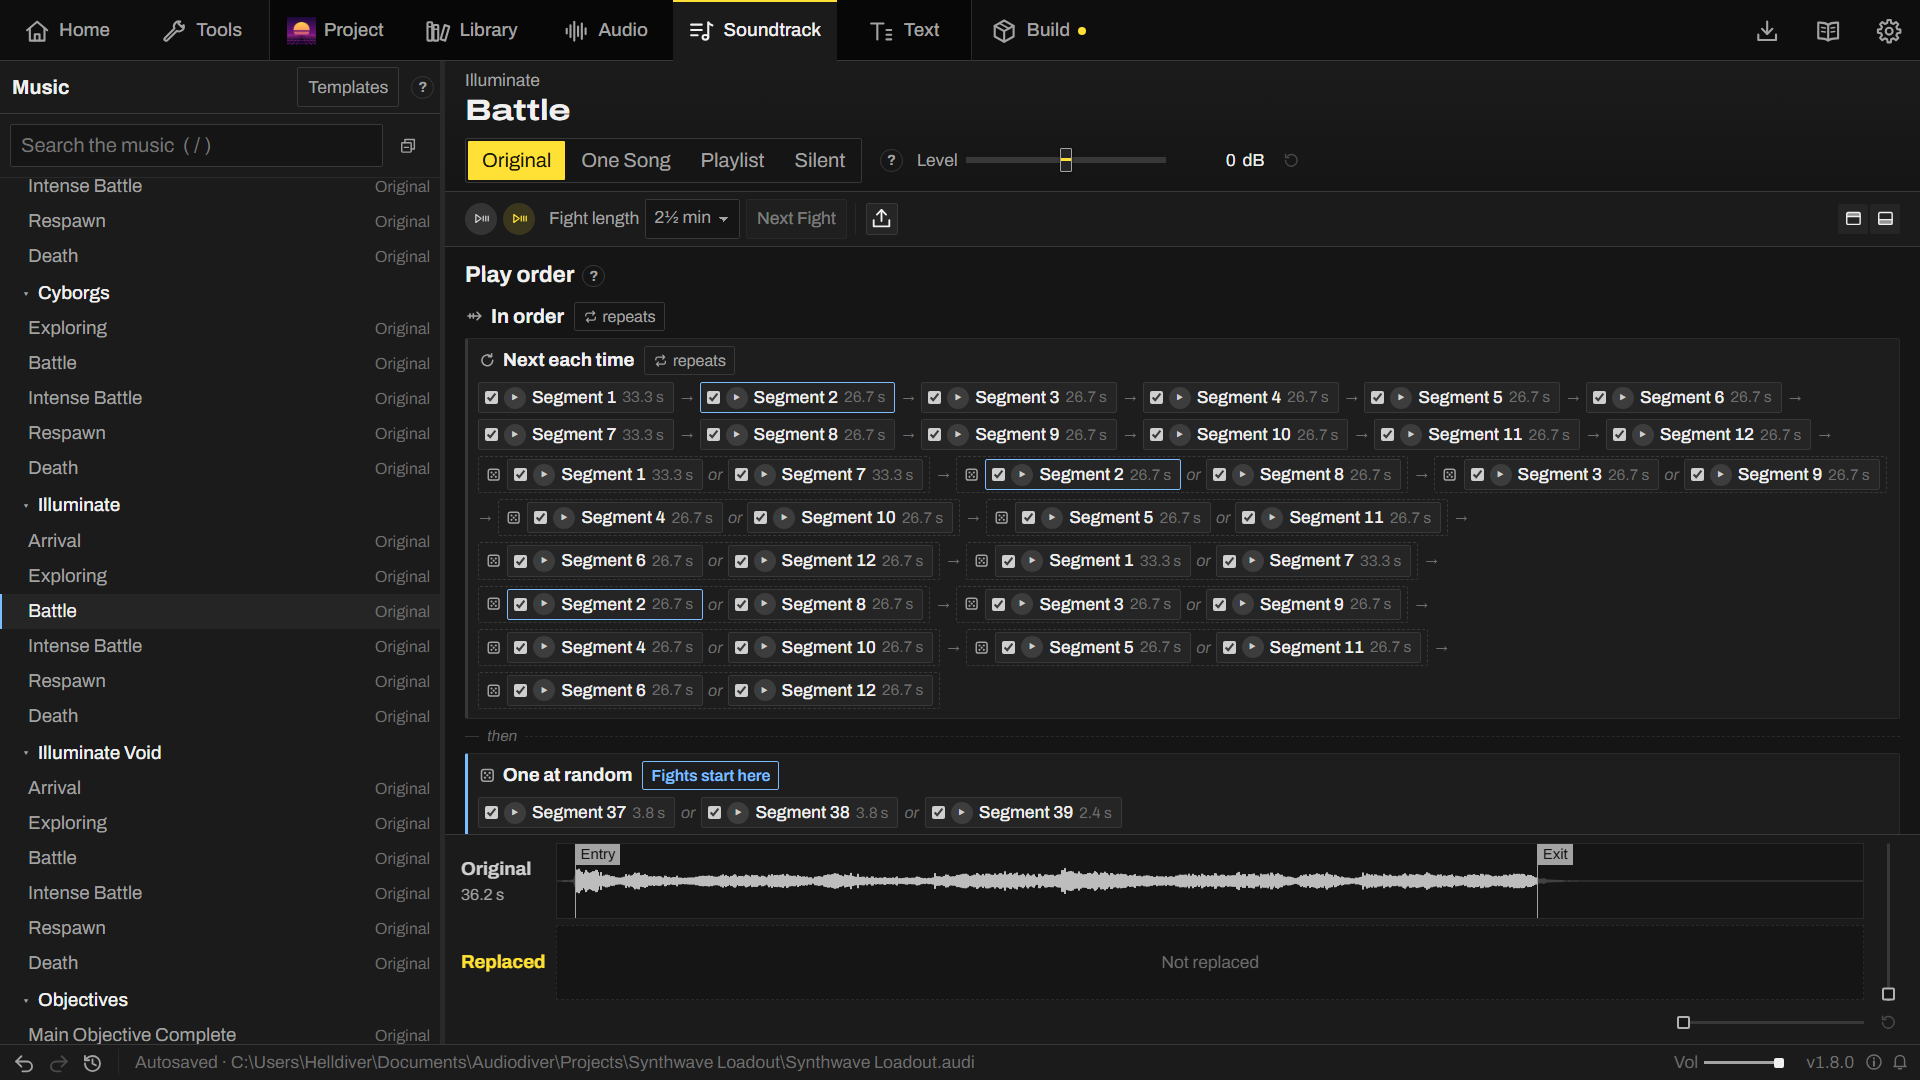 Home
Tools
Project
Library
Audio
Soundtrack
Text
Build
Music
Templates
?
Search the music ( / )
Intense Battle Original
Respawn Original
Death Original
Cyborgs
Exploring Original
Battle Original
Intense Battle Original
Respawn Original
Death Original
Illuminate
Arrival Original
Exploring Original
Battle Original
Intense Battle Original
Respawn Original
Death Original
Illuminate Void
Arrival Original
Exploring Original
Battle Original
Intense Battle Original
Respawn Original
Death Original
Objectives
Main Objective Complete Original
Illuminate
Battle
Original One Song Playlist Silent ? Level 0 dB
Fight length 2½ min Next Fight
Play order ?
In order repeats
Next each time repeats
Segment 1 33.3 s → Segment 2 26.7 s → Segment 3 26.7 s → Segment 4 26.7 s → Segment 5 26.7 s → Segment 6 26.7 s →
Segment 7 33.3 s → Segment 8 26.7 s → Segment 9 26.7 s → Segment 10 26.7 s → Segment 11 26.7 s → Segment 12 26.7 s →
Segment 1 33.3 s or Segment 7 33.3 s → Segment 2 26.7 s or Segment 8 26.7 s → Segment 3 26.7 s or Segment 9 26.7 s
→ Segment 4 26.7 s or Segment 10 26.7 s → Segment 5 26.7 s or Segment 11 26.7 s →
Segment 6 26.7 s or Segment 12 26.7 s → Segment 1 33.3 s or Segment 7 33.3 s →
Segment 2 26.7 s or Segment 8 26.7 s → Segment 3 26.7 s or Segment 9 26.7 s →
Segment 4 26.7 s or Segment 10 26.7 s → Segment 5 26.7 s or Segment 11 26.7 s →
Segment 6 26.7 s or Segment 12 26.7 s
then
One at random Fights start here
Segment 37 3.8 s or Segment 38 3.8 s or Segment 39 2.4 s
Entry Exit
Original
36.2 s
Replaced
Not replaced
Autosaved · C:\Users\Helldiver\Documents\Audiodiver\Projects\Synthwave Loadout\Synthwave Loadout.audi
Vol v1.8.0